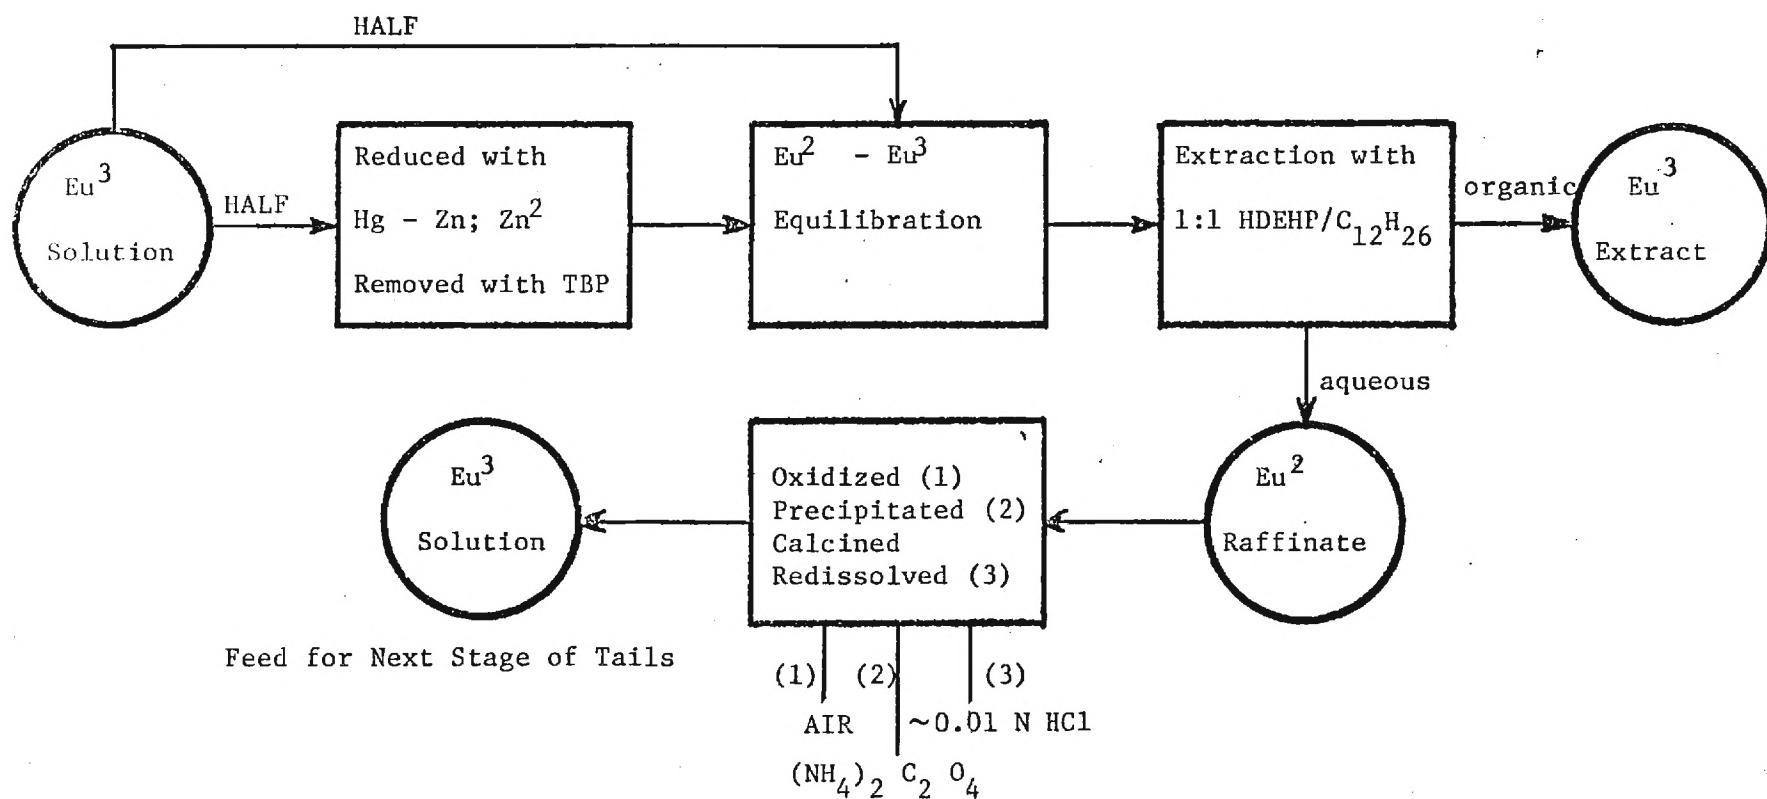 HALF
Eu³
Solution
HALF
Reduced with
Hg - Zn; Zn²
Removed with TBP
Eu² - Eu³
Equilibration
Extraction with
1:1 HDEHP/C₁₂H₂₆
organic
Eu³
Extract
aqueous
Eu²
Raffinate
Oxidized (1)
Precipitated (2)
Calcined
Redissolved (3)
Eu³
Solution
Feed for Next Stage of Tails
(1) (2) (3)
AIR ~0.01 N HCl
(NH₄)₂ C₂ O₄